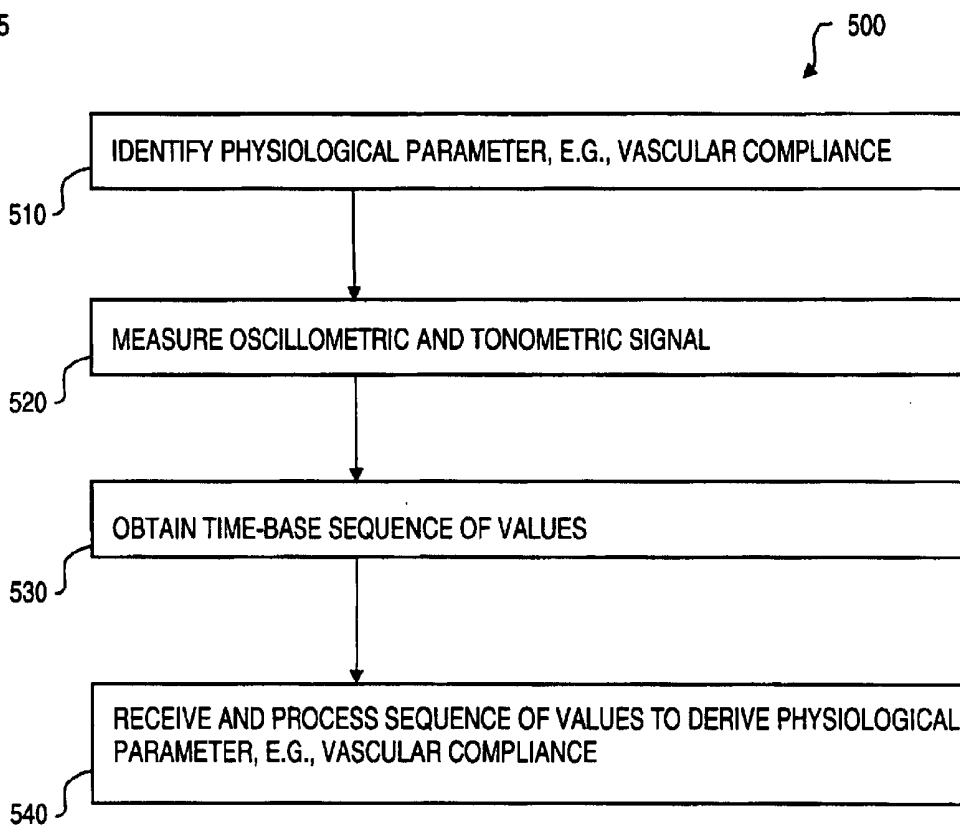 5
500
IDENTIFY PHYSIOLOGICAL PARAMETER, E.G., VASCULAR COMPLIANCE
510
MEASURE OSCILLOMETRIC AND TONOMETRIC SIGNAL
520
OBTAIN TIME-BASE SEQUENCE OF VALUES
530
RECEIVE AND PROCESS SEQUENCE OF VALUES TO DERIVE PHYSIOLOGICAL
PARAMETER, E.G., VASCULAR COMPLIANCE
540